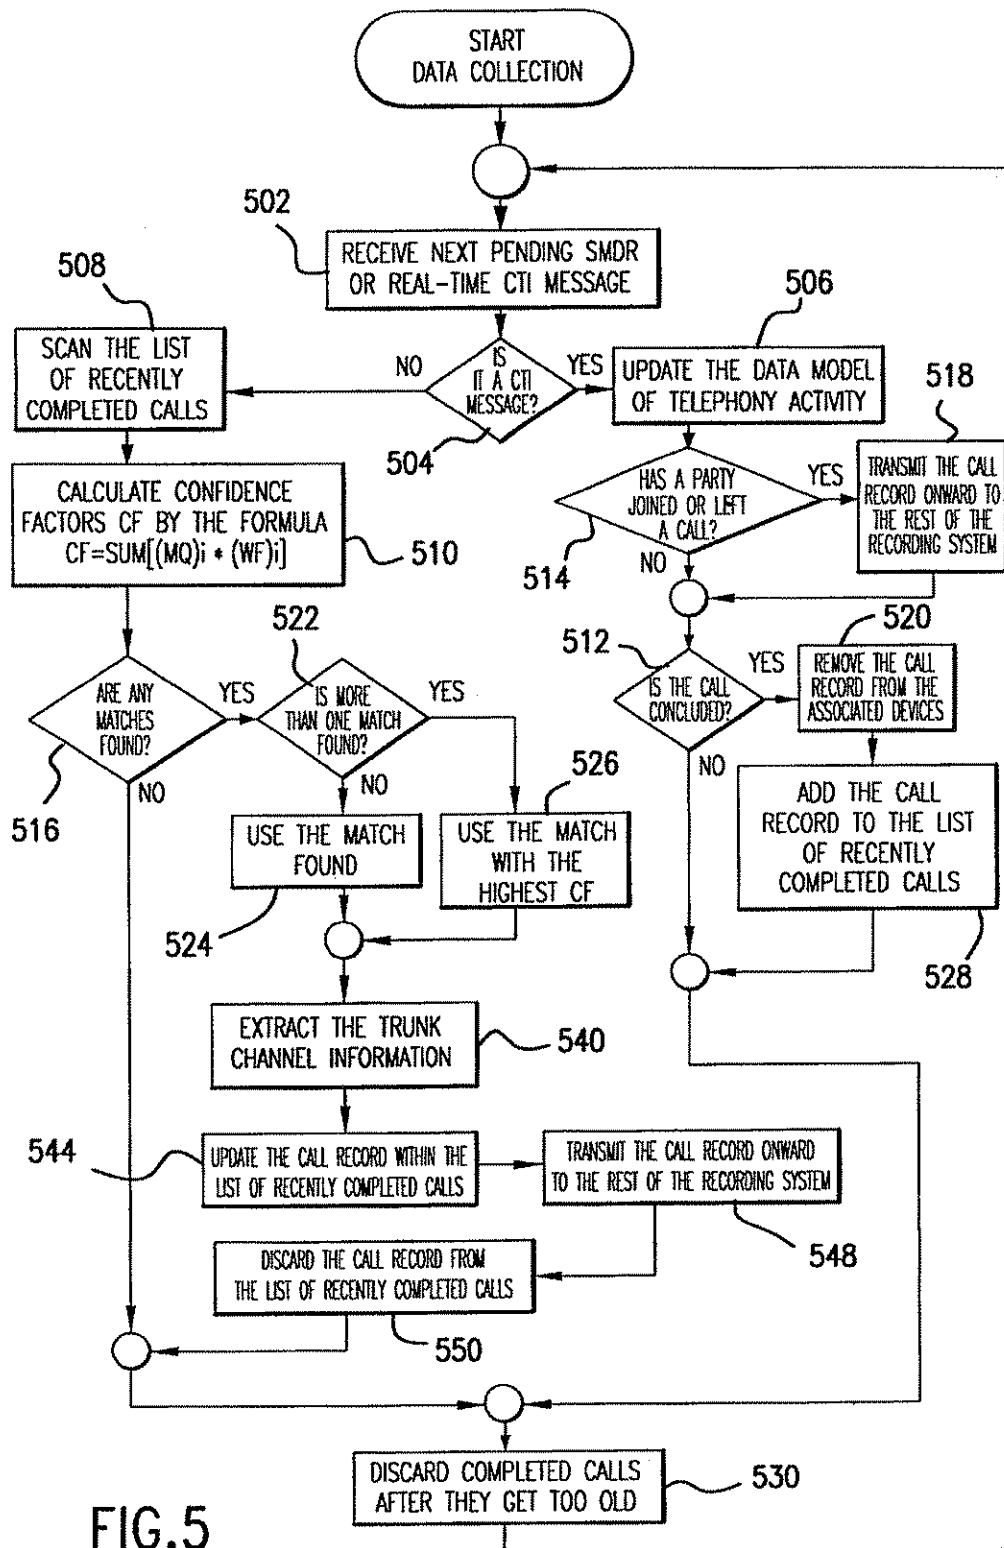 START
DATA COLLECTION
502
RECEIVE NEXT PENDING SMDR
OR REAL-TIME CTI MESSAGE
508
SCAN THE LIST
OF RECENTLY
COMPLETED CALLS
NO
IS
IT A CTI
MESSAGE?
YES
504
506
UPDATE THE DATA MODEL
OF TELEPHONY ACTIVITY
518
CALCULATE CONFIDENCE
FACTORS CF BY THE FORMULA
CF=SUM[(MQ)i * (WF)i]
510
HAS A PARTY
JOINED OR LEFT
A CALL?
YES
514
NO
TRANSMIT THE CALL
RECORD ONWARD TO
THE REST OF THE
RECORDING SYSTEM
522
512
520
ARE ANY
MATCHES
FOUND?
YES
516
NO
IS MORE
THAN ONE MATCH
FOUND?
YES
NO
IS THE CALL
CONCLUDED?
YES
NO
REMOVE THE CALL
RECORD FROM THE
ASSOCIATED DEVICES
526
USE THE MATCH
FOUND
524
USE THE MATCH
WITH THE
HIGHEST CF
ADD THE CALL
RECORD TO THE LIST
OF RECENTLY
COMPLETED CALLS
528
EXTRACT THE TRUNK
CHANNEL INFORMATION
540
544
UPDATE THE CALL RECORD WITHIN THE
LIST OF RECENTLY COMPLETED CALLS
TRANSMIT THE CALL RECORD ONWARD
TO THE REST OF THE RECORDING SYSTEM
548
DISCARD THE CALL RECORD FROM
THE LIST OF RECENTLY COMPLETED CALLS
550
DISCARD COMPLETED CALLS
AFTER THEY GET TOO OLD
530
FIG.5